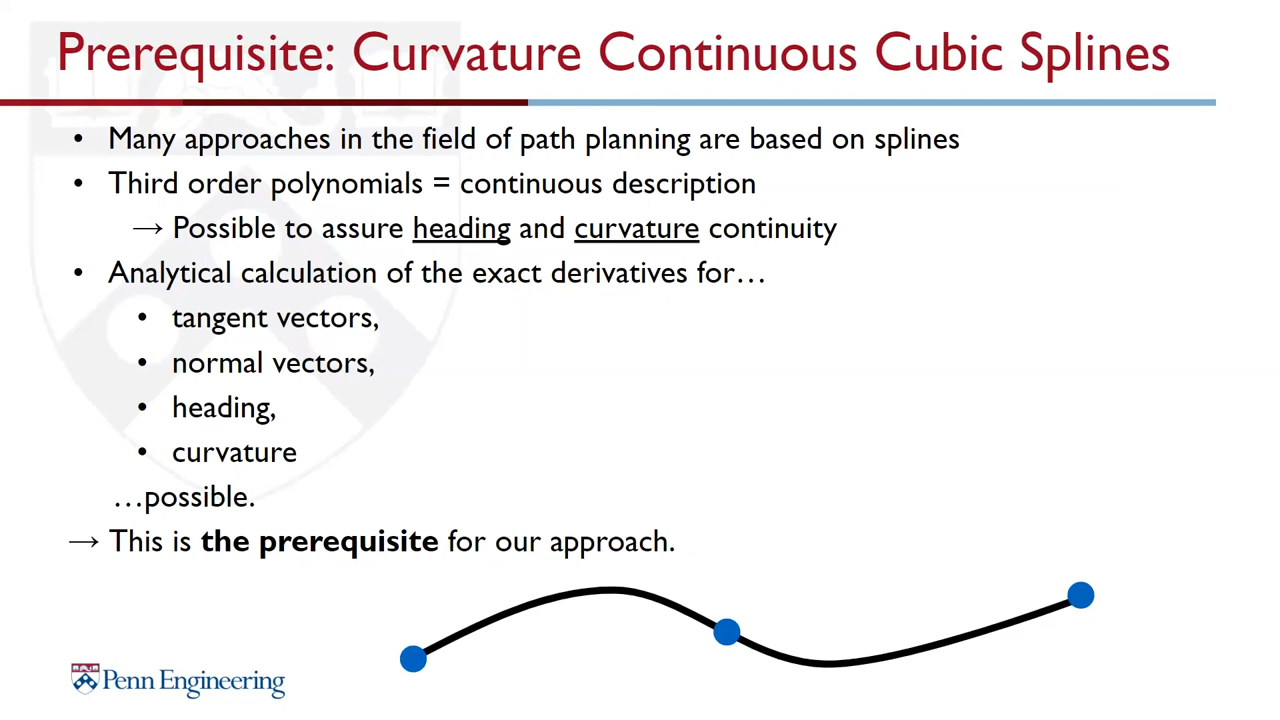 Prerequisite: Curvature Continuous Cubic Splines
• Many approaches in the field of path planning are based on splines
• Third order polynomials = continuous description
→ Possible to assure heading and curvature continuity
• Analytical calculation of the exact derivatives for…
• tangent vectors,
• normal vectors,
• heading,
• curvature
…possible.
→ This is the prerequisite for our approach.
Penn Engineering